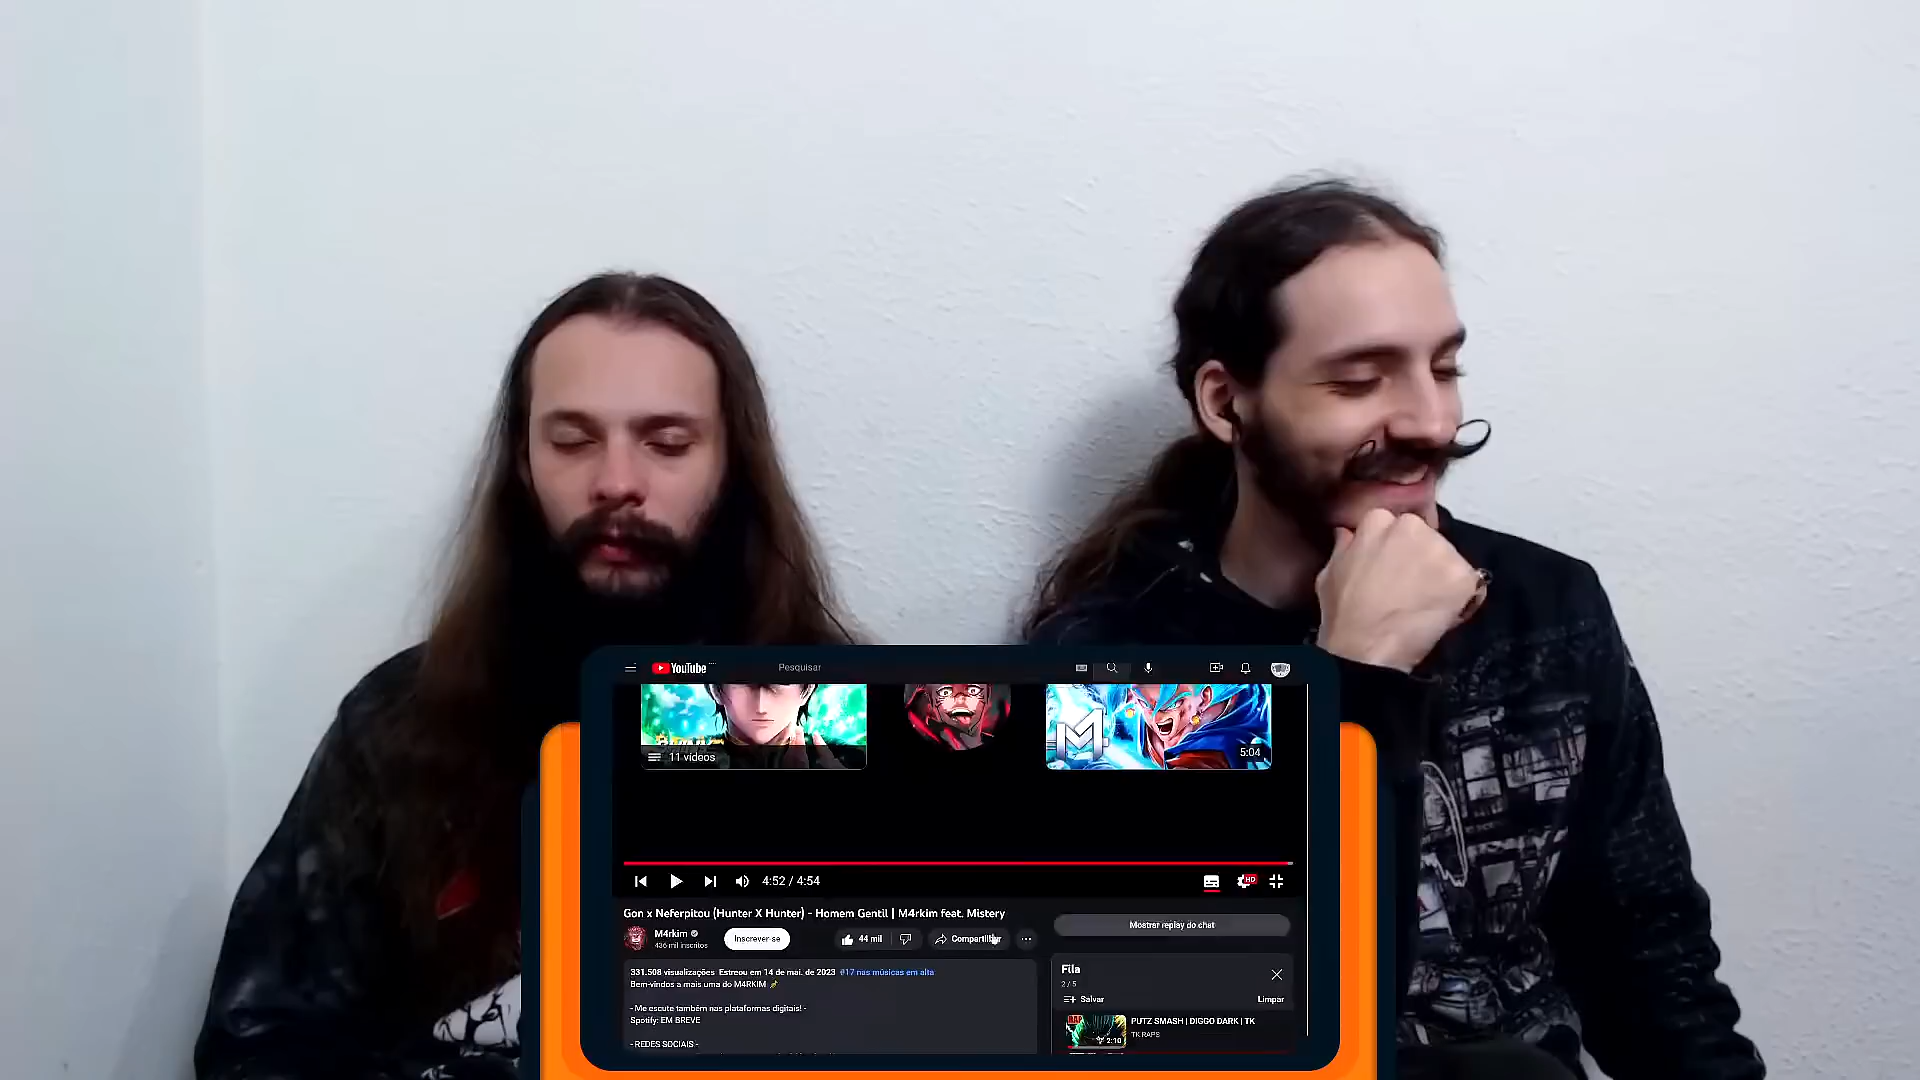 YouTube
Pesquisar
11 videos
5:04
4:52 / 4:54
HD
Gon x Neferpitou (Hunter X Hunter) - Homem Gentil | M4rkim feat. Mistery
M4rkim
436 mil inscritos
Inscrever-se
44 mil
Compartilhar
Mostrar replay do chat
331.508 visualizações Estreou em 14 de mai. de 2023 #17 nas músicas em alta
Bem-vindos a mais uma do M4RKIM
- Me escute também nas plataformas digitais! -
Spotify: EM BREVE
- REDES SOCIAIS -
Fila
2 / 5
Salvar
Limpar
RAP
2:10
PUTZ SMASH | DIGGO DARK | TK
TK RAPS